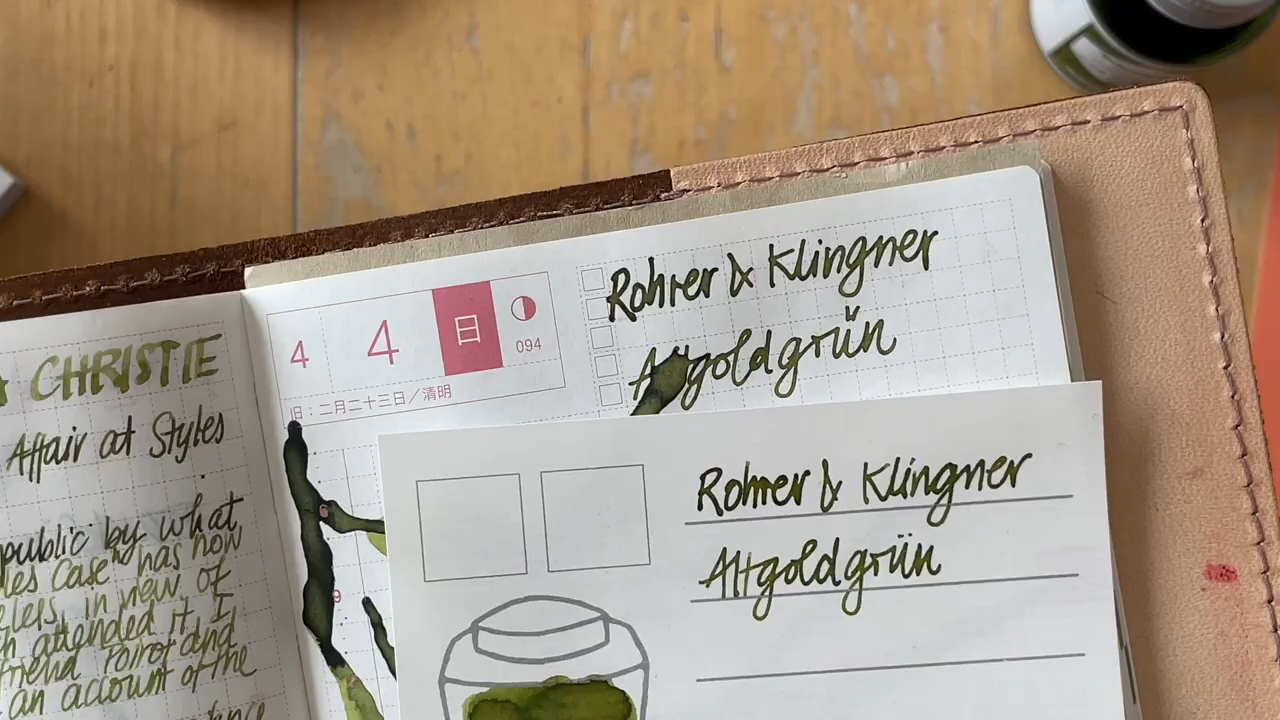 CHRISTIE
Affair at Styles
public by what
Case" has now
in view of
attended it I
friend Poirot and
an account of the
4 4 日
094
旧：二月二十三日／清明
Rohrer & Klingner
Altgoldgrün
9
Rohrer & Klingner
Altgoldgrün